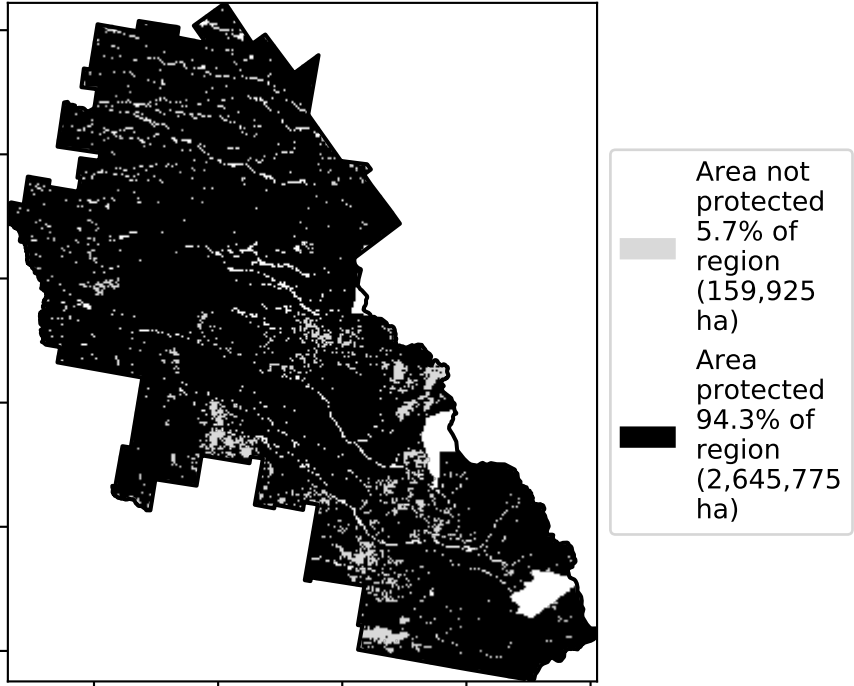 Area not
protected
5.7% of
region
(159,925
ha)
Area
protected
94.3% of
region
(2,645,775
ha)